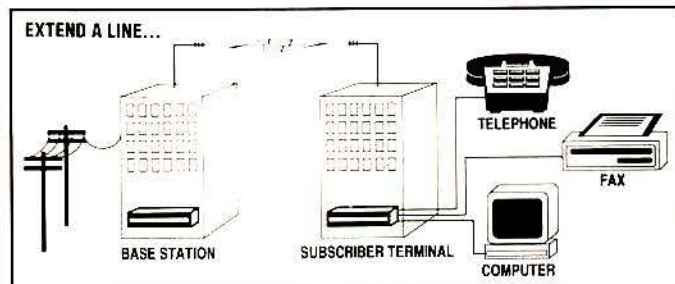 EXTEND A LINE...
TELEPHONE
FAX
BASE STATION
SUBSCRIBER TERMINAL
COMPUTER